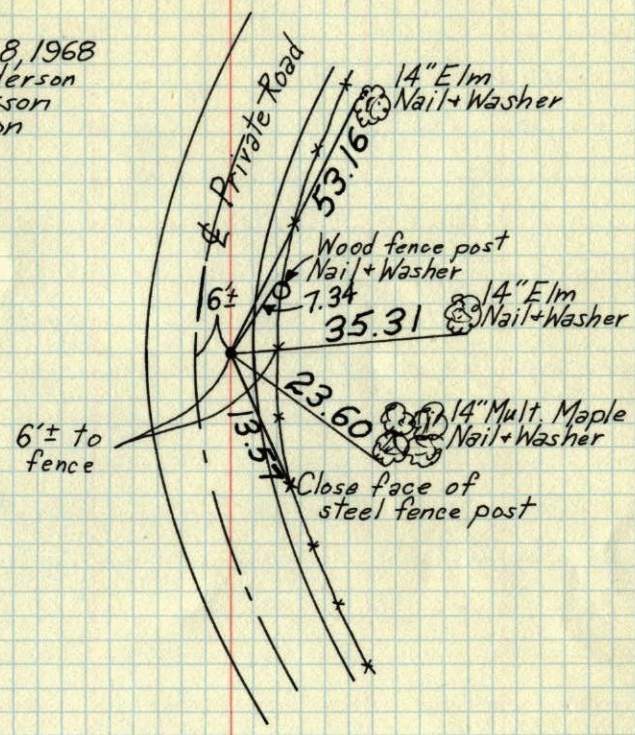 8, 1968
derson
son
on
℄ Private Road
14" Elm
Nail + Washer
53.16
Wood fence post
Nail + Washer
7.34
6'±
35.31
14" Elm
Nail + Washer
23.60
14" Mult. Maple
Nail + Washer
13.57
6'± to
fence
Close face of
steel fence post